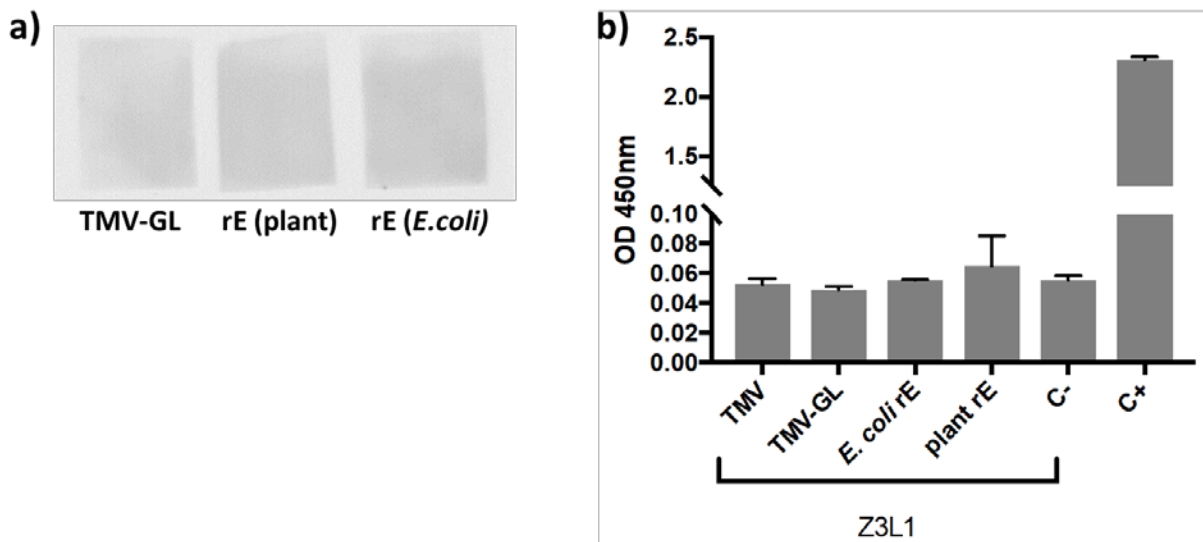 a)
TMV-GL rE (plant) rE (E.coli)
b)
OD 450nm
2.5
2.0
1.5
0.10
0.08
0.06
0.04
0.02
0.00
TMV
TMV-GL
E. coli rE
plant rE
C-
C+
Z3L1